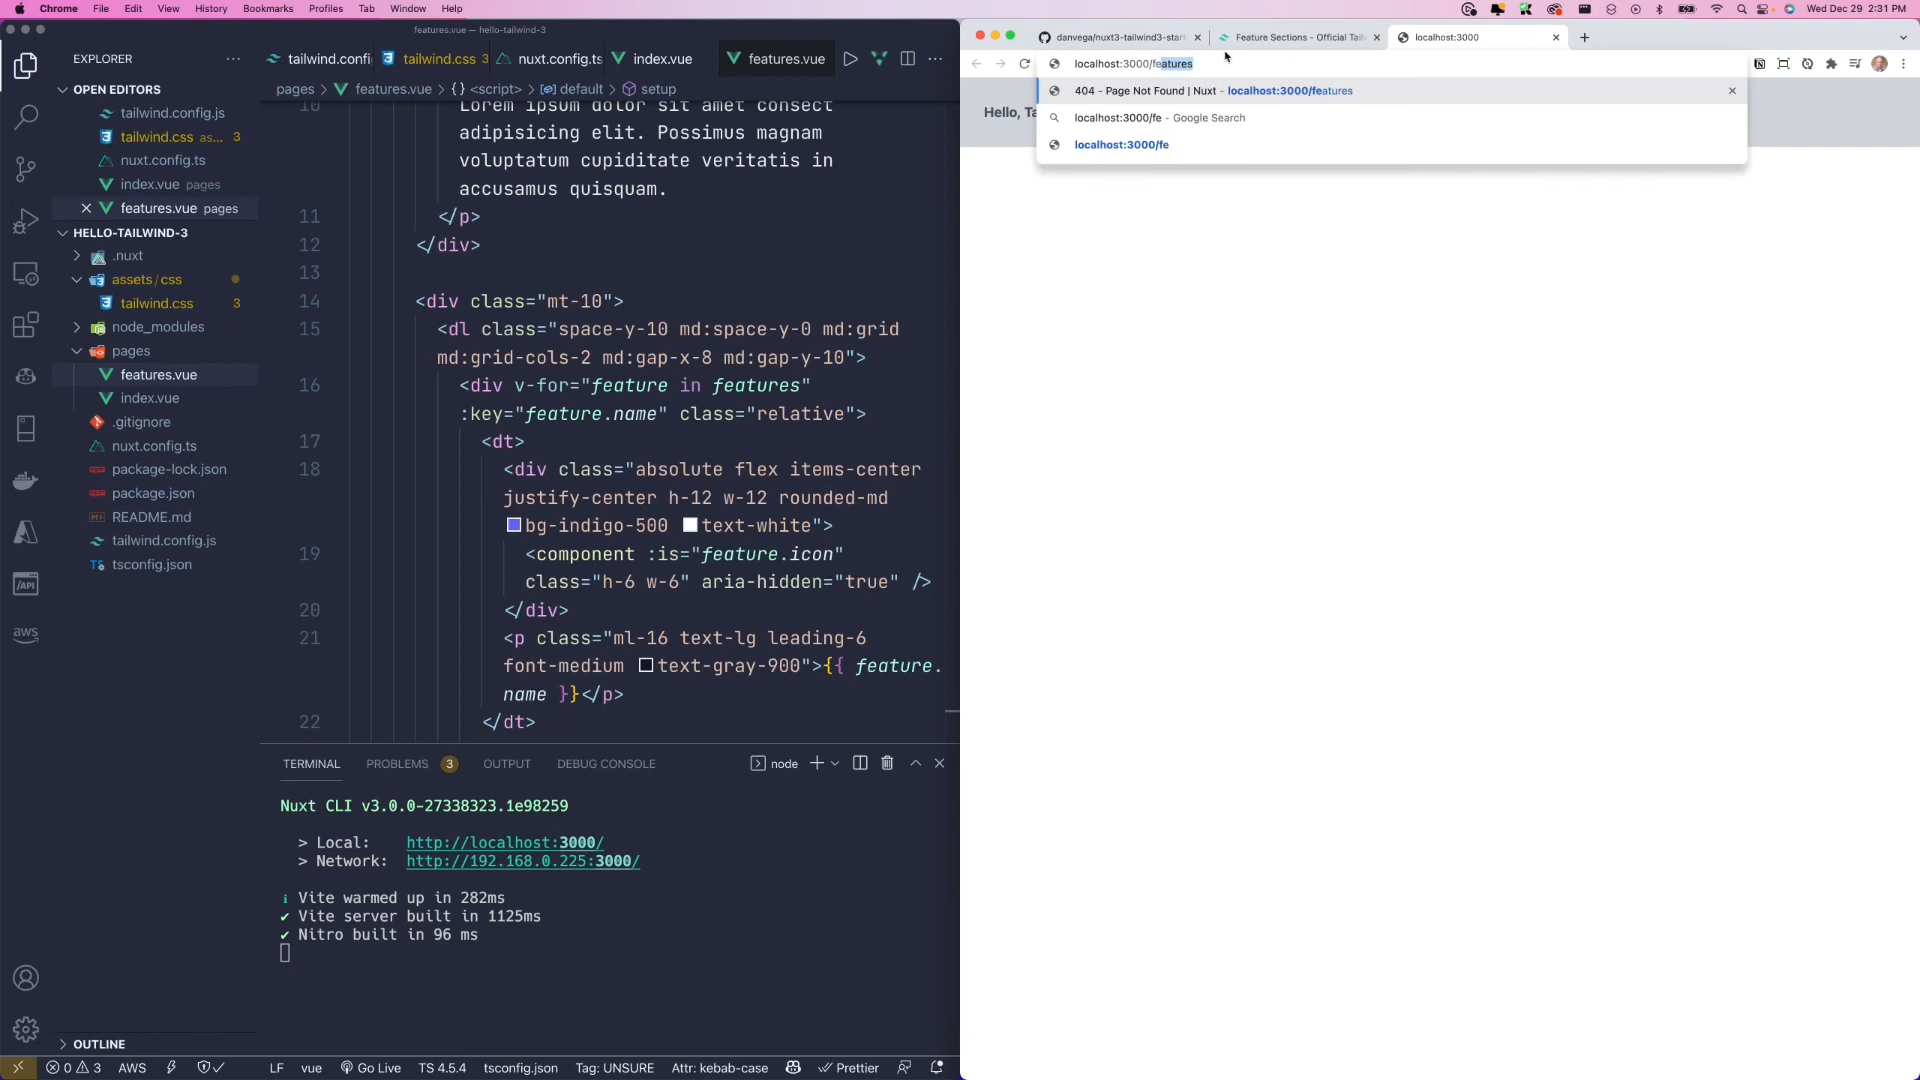 Chrome File Edit View History Bookmarks Profiles Tab Window Help
Wed Dec 29 2:31 PM
features.vue — hello-tailwind-3
EXPLORER
OPEN EDITORS
tailwind.config.js
tailwind.css as... 3
nuxt.config.ts
index.vue pages
features.vue pages
HELLO-TAILWIND-3
.nuxt
assets/css
tailwind.css 3
node_modules
pages
features.vue
index.vue
.gitignore
nuxt.config.ts
package-lock.json
package.json
README.md
tailwind.config.js
tsconfig.json
OUTLINE
tailwind.confi tailwind.css 3 nuxt.config.ts index.vue features.vue
pages > features.vue > {} <script> > default > setup
10 Lorem ipsum dolor sit amet consect
adipisicing elit. Possimus magnam
voluptatum cupiditate veritatis in
accusamus quisquam.
11 </p>
12 </div>
13
14 <div class="mt-10">
15 <dl class="space-y-10 md:space-y-0 md:grid
md:grid-cols-2 md:gap-x-8 md:gap-y-10">
16 <div v-for="feature in features"
:key="feature.name" class="relative">
17 <dt>
18 <div class="absolute flex items-center
justify-center h-12 w-12 rounded-md
bg-indigo-500 text-white">
19 <component :is="feature.icon"
class="h-6 w-6" aria-hidden="true" />
20 </div>
21 <p class="ml-16 text-lg leading-6
font-medium text-gray-900">{{ feature.
name }}</p>
22 </dt>
TERMINAL PROBLEMS 3 OUTPUT DEBUG CONSOLE
node
Nuxt CLI v3.0.0-27338323.1e98259
> Local: http://localhost:3000/
> Network: http://192.168.0.225:3000/
i Vite warmed up in 282ms
✔ Vite server built in 1125ms
✔ Nitro built in 96 ms
0 3 AWS LF vue Go Live TS 4.5.4 tsconfig.json Tag: UNSURE Attr: kebab-case Prettier
API
aws
danvega/nuxt3-tailwind3-start Feature Sections - Official Tail localhost:3000
localhost:3000/features
404 - Page Not Found | Nuxt - localhost:3000/features
localhost:3000/fe - Google Search
localhost:3000/fe
Hello, Ta